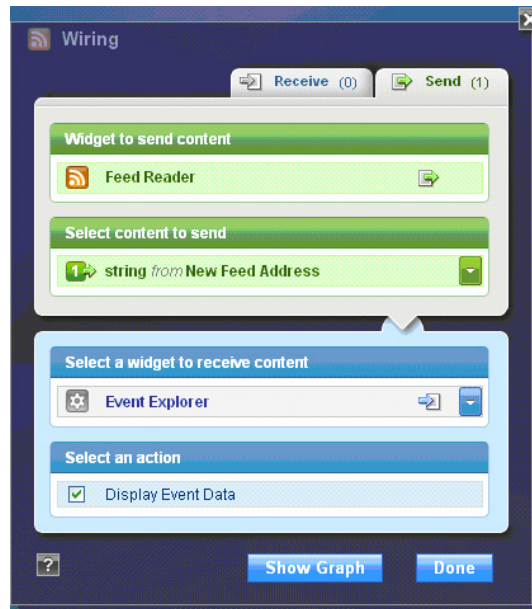 Wiring
Receive (0)
Send (1)
Widget to send content
Feed Reader
Select content to send
1 string from New Feed Address
Select a widget to receive content
Event Explorer
Select an action
Display Event Data
? Show Graph Done